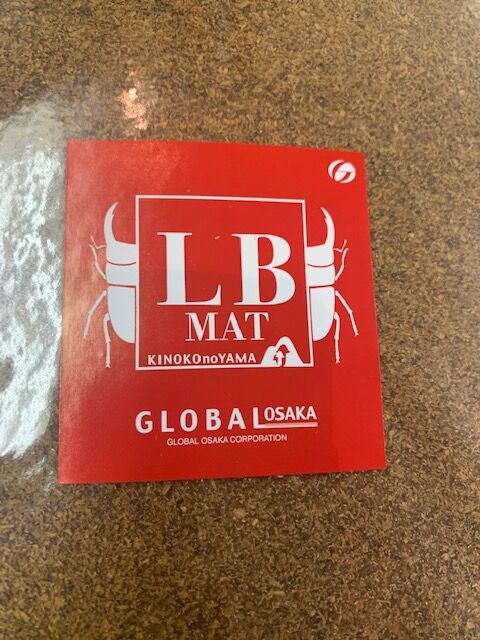 LB
MAT
KINOKOnoYAMA
GLOBAL OSAKA
GLOBAL OSAKA CORPORATION